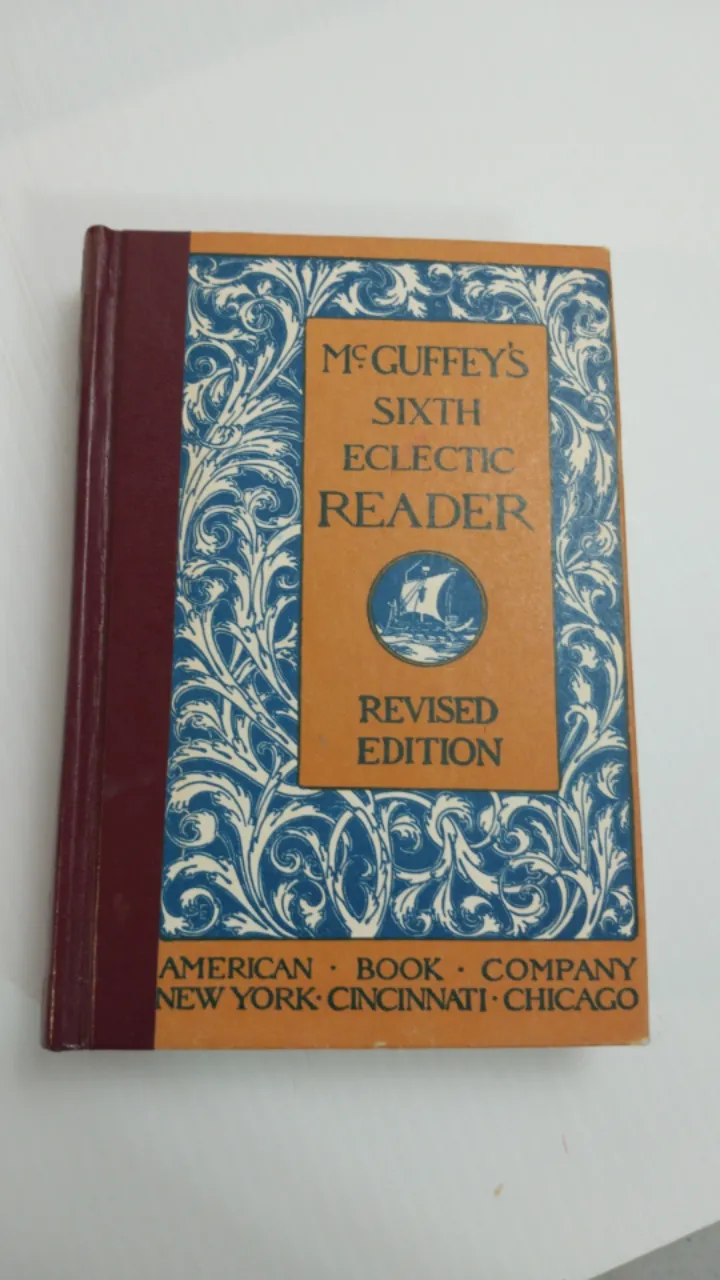 McGUFFEY'S
SIXTH
ECLECTIC
READER
REVISED
EDITION
AMERICAN · BOOK · COMPANY
NEW YORK · CINCINNATI · CHICAGO